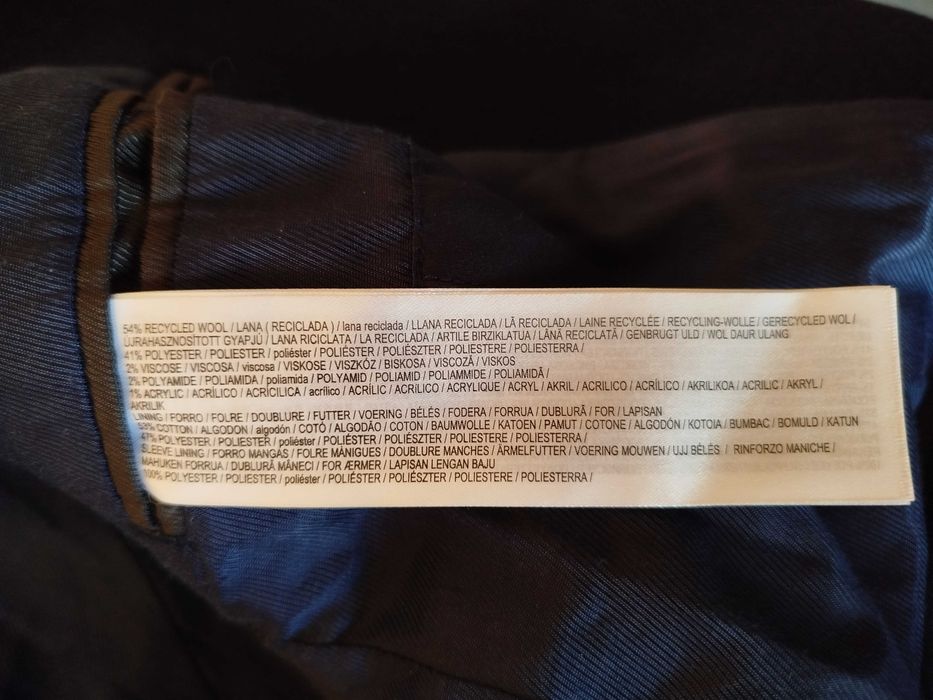 54% RECYCLED WOOL / LANA ( RECICLADA ) / lana reciclada / LLANA RECICLADA / LÃ RECICLADA / LAINE RECYCLÉE / RECYCLING-WOLLE / GERECYCLED WOL /
ÚJRAHASZNOSÍTOTT GYAPJÚ / LANA RICICLATA / LA RECICLADA / ARTILE BIRZIKLATUA / LÂNĂ RECICLATĂ / GENBRUGT ULD / WOL DAUR ULANG
41% POLYESTER / POLIESTER / poliéster / POLIÉSTER / POLIÉSZTER / POLIESTERE / POLIESTERRA /
2% VISCOSE / VISCOSA / viscosa / VISKOSE / VISZKÓZ / BISKOSA / VISCOZĂ / VISKOS
2% POLYAMIDE / POLIAMIDA / poliamida / POLYAMID / POLIAMID / POLIAMMIDE / POLIAMIDĂ /
1% ACRYLIC / ACRÍLICO / ACRÍCILICA / acrílico / ACRÍLIC / ACRILICO / ACRYLIQUE / ACRYL / AKRIL / ACRILICO / ACRÍLICO / AKRILIKOA / ACRILIC / AKRYL /
AKRILIK
LINING / FORRO / FOLRE / DOUBLURE / FUTTER / VOERING / BÉLÉS / FODERA / FORRUA / DUBLURĂ / FOR / LAPISAN
53% COTTON / ALGODON / algodón / COTÓ / ALGODÃO / COTON / BAUMWOLLE / KATOEN / PAMUT / COTONE / ALGODÓN / KOTOIA / BUMBAC / BOMULD / KATUN
47% POLYESTER / POLIESTER / poliéster / POLIÉSTER / POLIÉSZTER / POLIESTERE / POLIESTERRA /
SLEEVE LINING / FORRO MANGAS / FOLRE MÀNIGUES / DOUBLURE MANCHES / ÄRMELFUTTER / VOERING MOUWEN / UJJ BÉLÉS / RINFORZO MANICHE /
MAHUKEN FORRUA / DUBLURĂ MÂNECI / FOR ÆRMER / LAPISAN LENGAN BAJU
100% POLYESTER / POLIESTER / poliéster / POLIÉSTER / POLIÉSZTER / POLIESTERE / POLIESTERRA /